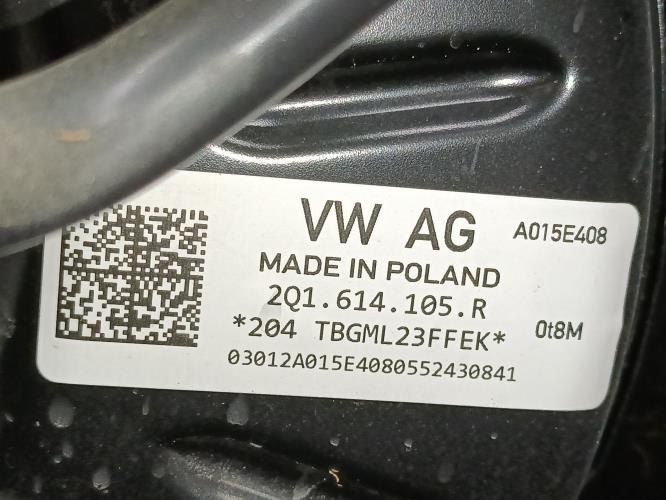 VW AG
A015E408
MADE IN POLAND
2Q1.614.105.R
*204 TBGML23FFEK*
0t8M
03012A015E4080552430841